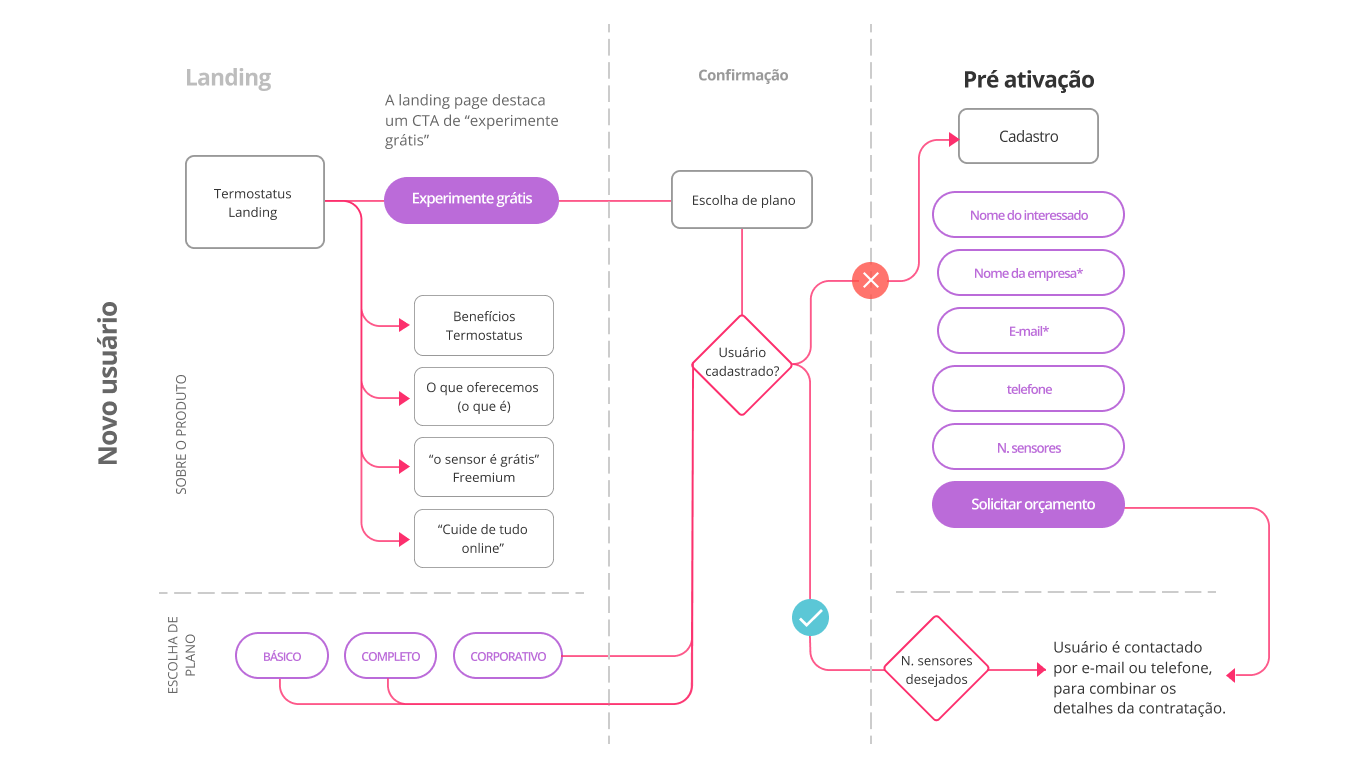 Landing
A landing page destaca
um CTA de “experimente
grátis”
Termostatus
Landing
Experimente grátis
Benefícios
Termostatus
O que oferecemos
(o que é)
“o sensor é grátis”
Freemium
“Cuide de tudo
online”
Novo usuário
SOBRE O PRODUTO
ESCOLHA DE
PLANO
BÁSICO
COMPLETO
CORPORATIVO
Confirmação
Escolha de plano
Usuário
cadastrado?
Pré ativação
Cadastro
Nome do interessado
Nome da empresa*
E-mail*
telefone
N. sensores
Solicitar orçamento
N. sensores
desejados
Usuário é contactado
por e-mail ou telefone,
para combinar os
detalhes da contratação.